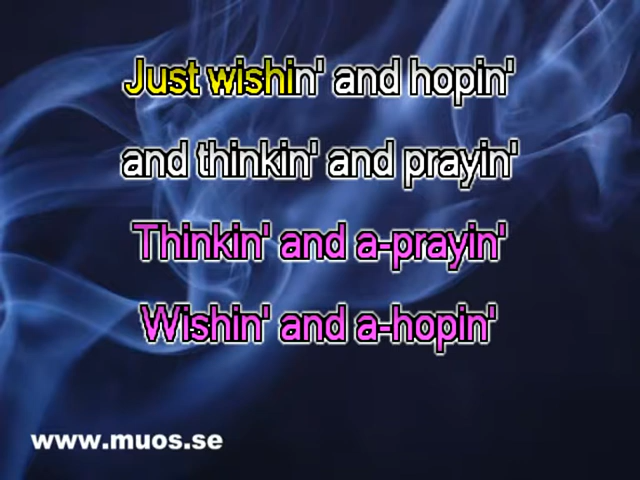 Just wishin' and hopin'
and thinkin' and prayin'
Thinkin' and a-prayin'
Wishin' and a-hopin'
www.muos.se